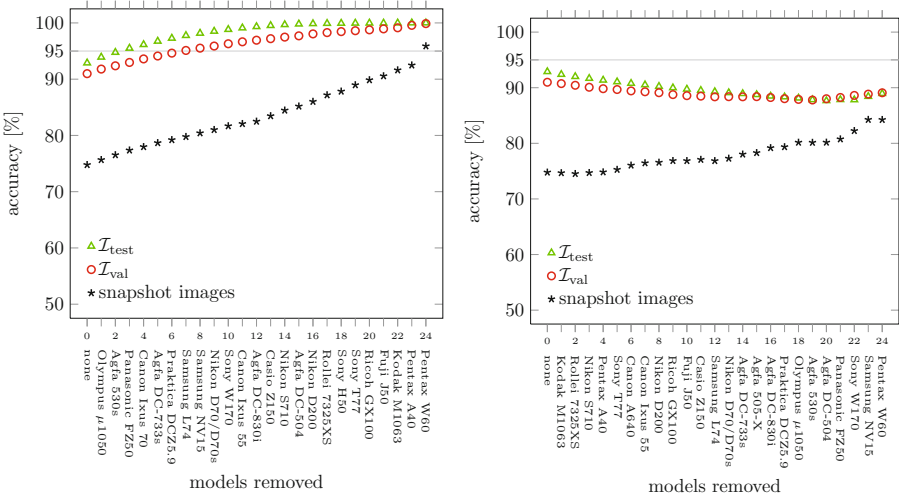 accuracy [%]
100
95
90
80
70
60
50
I_test
I_val
snapshot images
0 2 4 6 8 10 12 14 16 18 20 22 24
none
Olympus μ1050
Agfa 530s
Panasonic FZ50
Canon Ixus 70
Agfa DC-733s
Praktica DCZ5.9
Samsung L74
Samsung NV15
Nikon D70/D70s
Sony W170
Canon Ixus 55
Agfa DC-830i
Casio Z150
Nikon S710
Agfa DC-504
Nikon D200
Rollei 7325XS
Sony H50
Sony T77
Ricoh GX100
Fuji J50
Kodak M1063
Pentax A40
Pentax W60
models removed
accuracy [%]
100
95
90
80
70
60
50
I_test
I_val
snapshot images
0 2 4 6 8 10 12 14 16 18 20 22 24
none
Kodak M1063
Rollei 7325XS
Nikon S710
Pentax A40
Sony T77
Canon A640
Canon Ixus 55
Nikon D200
Ricoh GX100
Fuji J50
Casio Z150
Samsung L74
Nikon D70/D70s
Agfa DC-733s
Agfa 505-X
Agfa DC-830i
Praktica DCZ5.9
Olympus μ1050
Agfa 530s
Agfa DC-504
Panasonic FZ50
Sony W170
Samsung NV15
Pentax W60
models removed